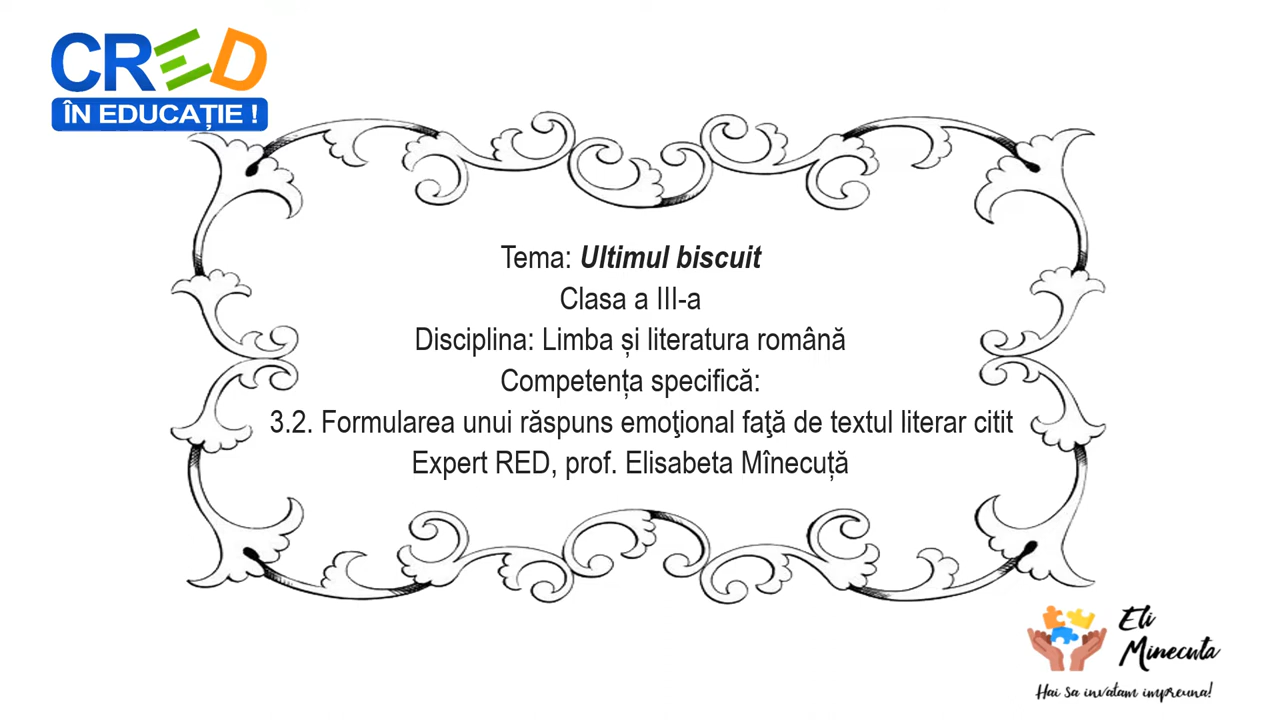 CRED
ÎN EDUCAȚIE !
Tema: Ultimul biscuit
Clasa a III-a
Disciplina: Limba și literatura română
Competența specifică:
3.2. Formularea unui răspuns emoţional faţă de textul literar citit
Expert RED, prof. Elisabeta Mînecuță
Eli
Minecuta
Hai sa invatam impreuna!